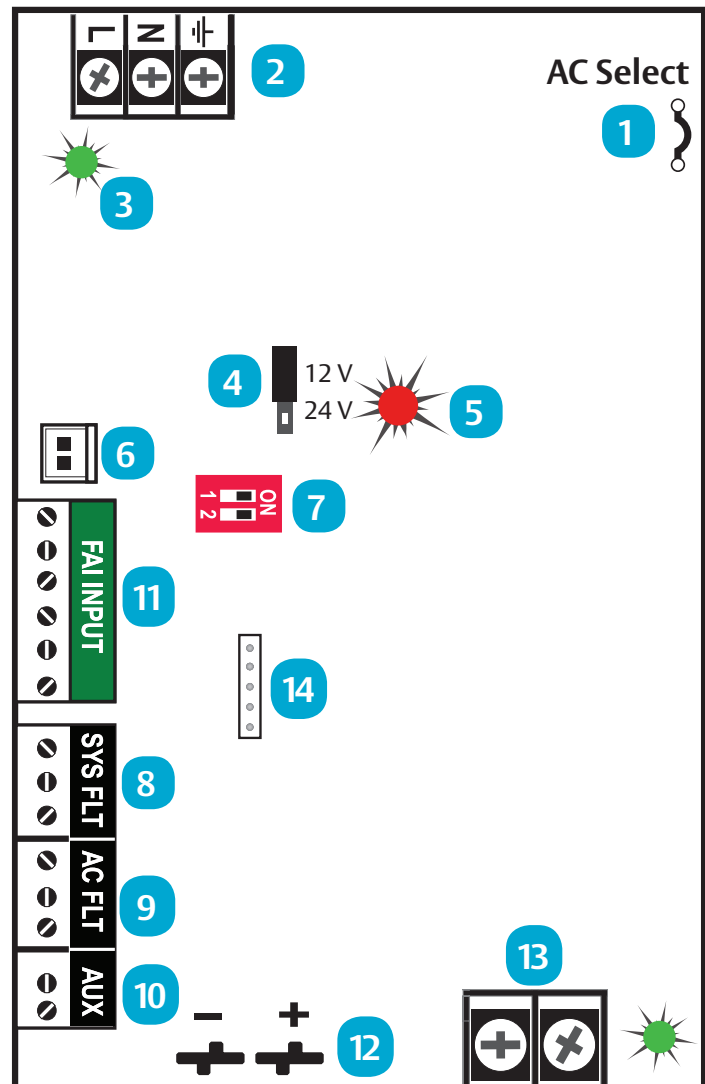 L N
2
AC Select
1
3
4
12 V
24 V
5
6
ON
1
2
7
FAI INPUT
11
14
SYS FLT
8
AC FLT
9
AUX
10
− +
12
13